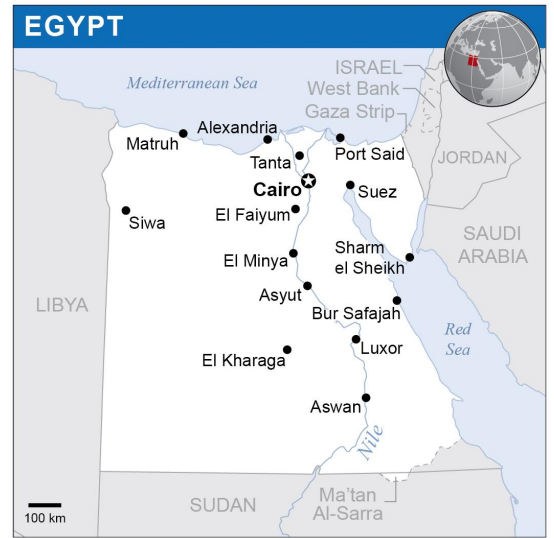 EGYPT
Mediterranean Sea
ISRAEL
West Bank
Gaza Strip
Alexandria
Matruh
Port Said
Tanta
JORDAN
Cairo
Suez
Siwa
El Faiyum
SAUDI
ARABIA
Sharm
el Sheikh
El Minya
Asyut
LIBYA
Bur Safajah
Red
Sea
Luxor
El Kharaga
Aswan
Nile
SUDAN
Ma'tan
Al-Sarra
100 km